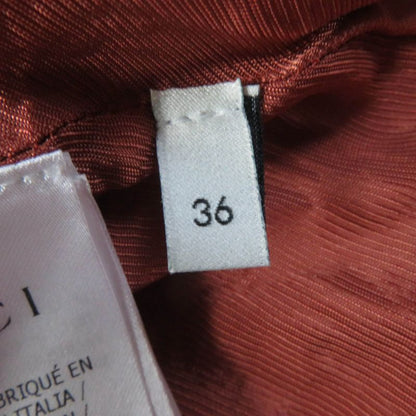 36
CI
BRIQUÉ EN
ITALIA /